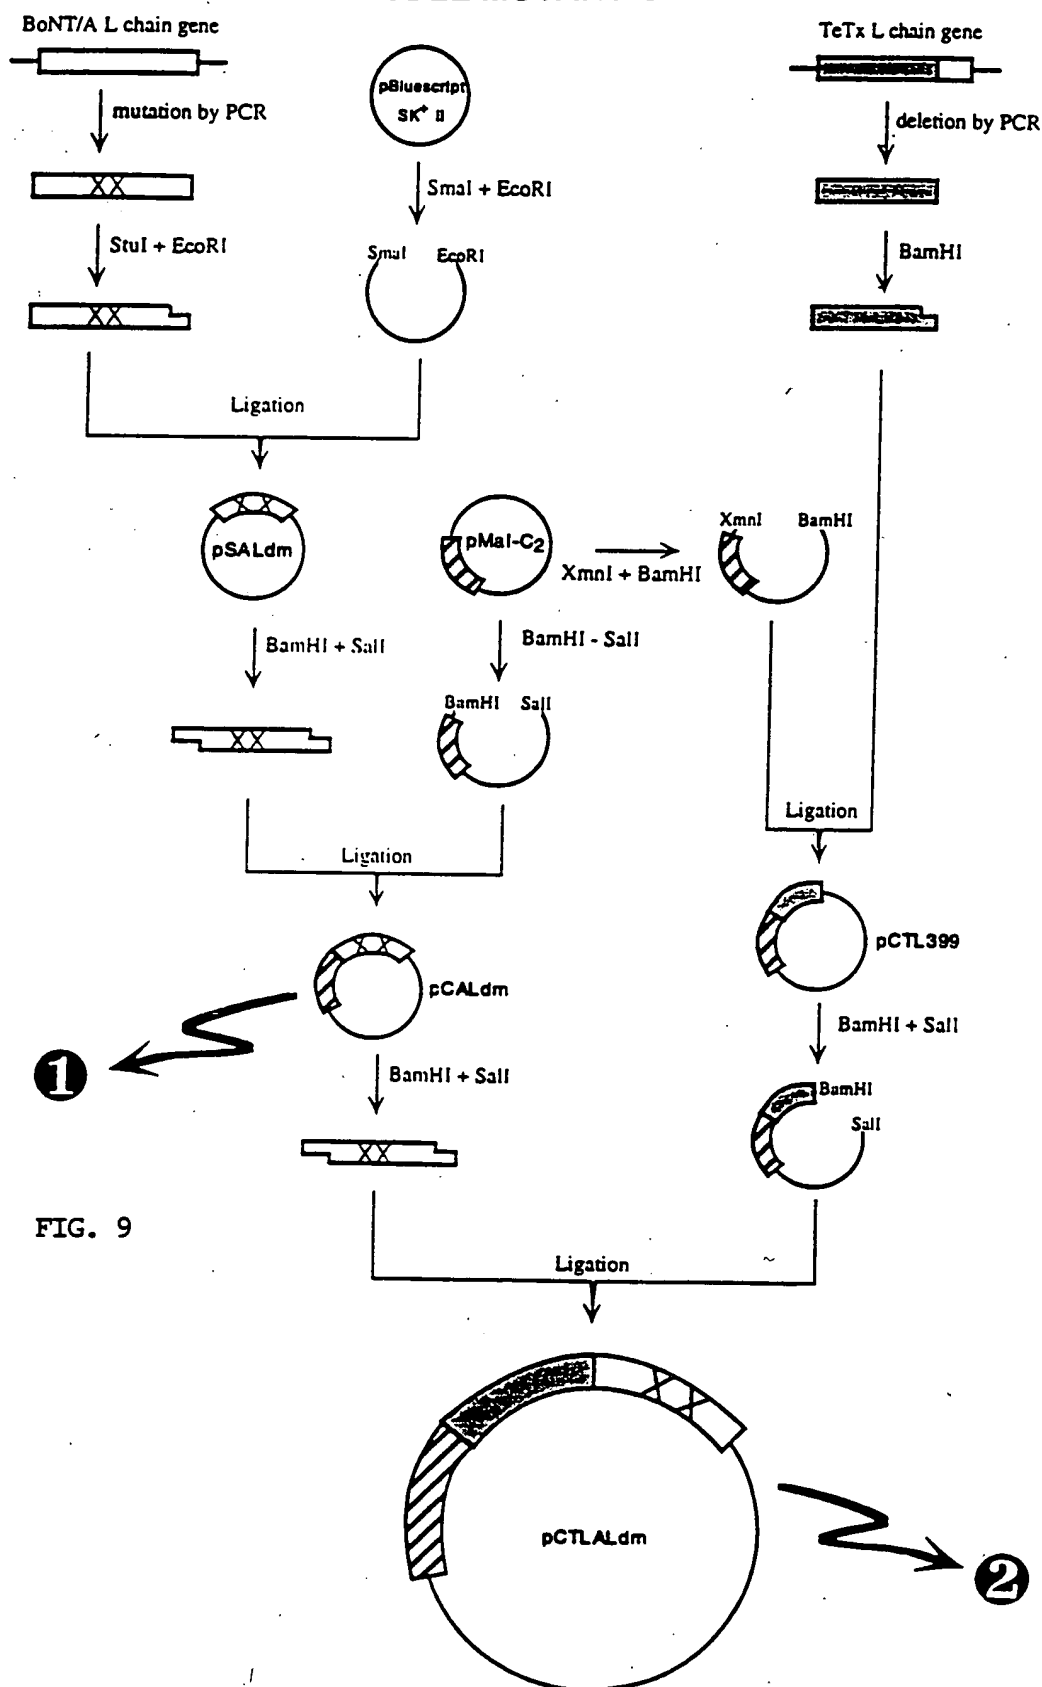 BoNT/A L chain gene
TeTx L chain gene
pBluescript
SK+ II
mutation by PCR
deletion by PCR
SmaI + EcoRI
StuI + EcoRI
SmaI EcoRI
BamHI
Ligation
pSALdm
pMal-C2
XmnI + BamHI
XmnI BamHI
BamHI + SalI
BamHI - SalI
BamHI SalI
Ligation
Ligation
pCALdm
pCTL399
BamHI + SalI
BamHI + SalI
1
BamHI
SalI
FIG. 9
Ligation
pCTLALdm
2